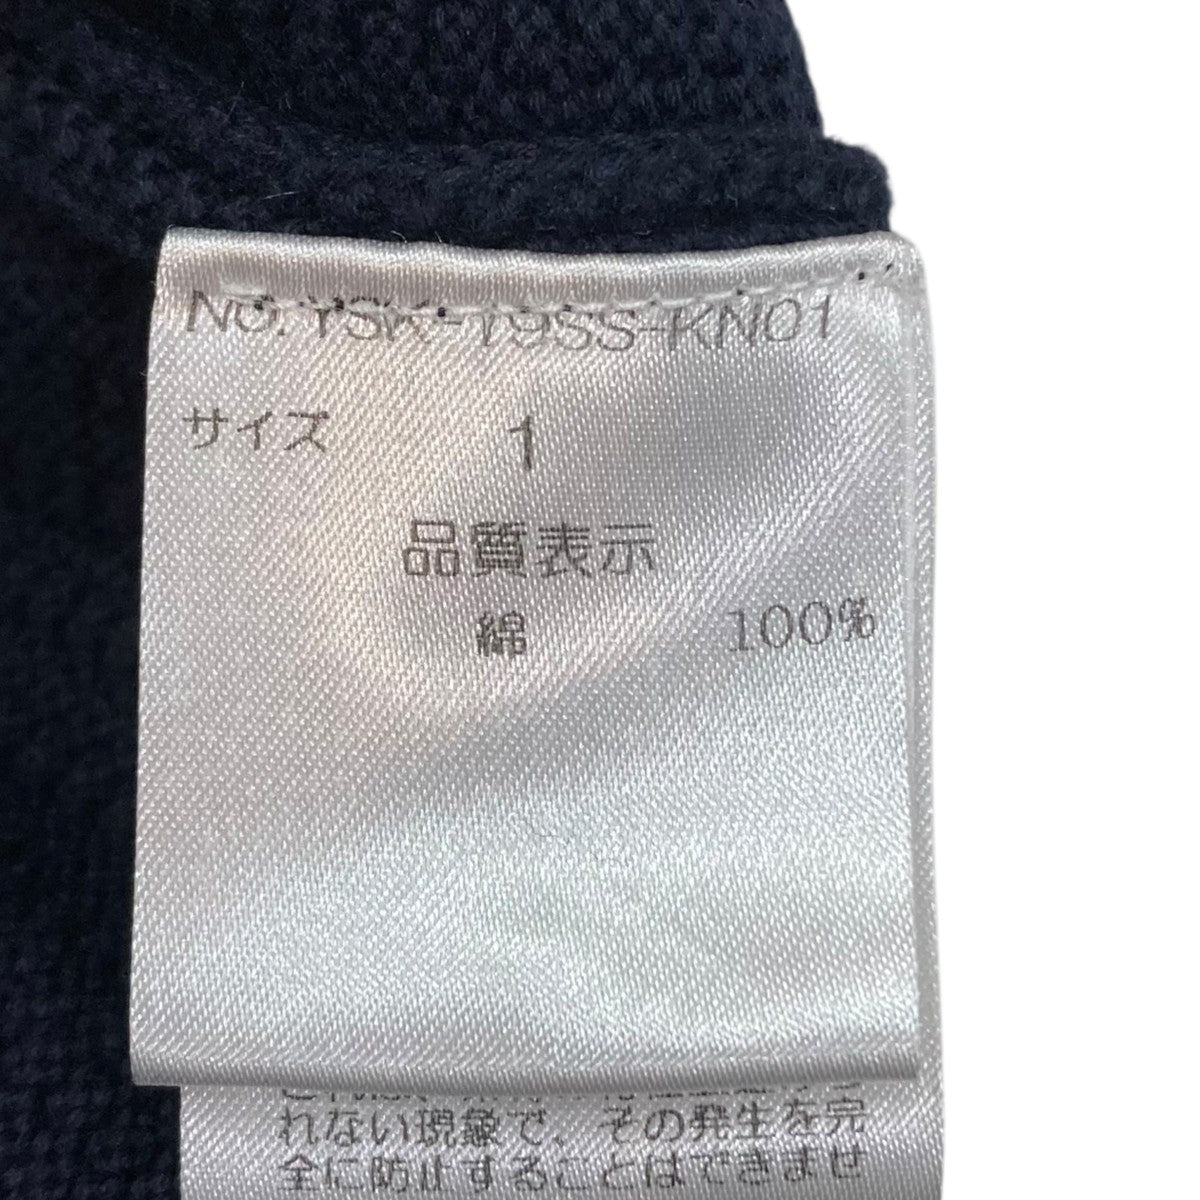 No.YSK-19SS-KN01
サイズ 1
品質表示
綿 100%
れない現象で、その発生を完
全に防止することはできませ